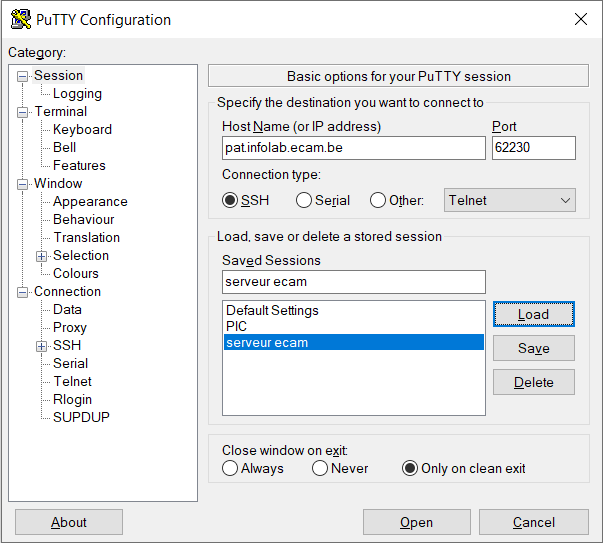 PuTTY Configuration
Category:
Session
Logging
Terminal
Keyboard
Bell
Features
Window
Appearance
Behaviour
Translation
Selection
Colours
Connection
Data
Proxy
SSH
Serial
Telnet
Rlogin
SUPDUP
Basic options for your PuTTY session
Specify the destination you want to connect to
Host Name (or IP address) Port
pat.infolab.ecam.be 62230
Connection type:
SSH Serial Other: Telnet
Load, save or delete a stored session
Saved Sessions
serveur ecam
Default Settings
PIC
serveur ecam
Load
Save
Delete
Close window on exit:
Always Never Only on clean exit
About Open Cancel